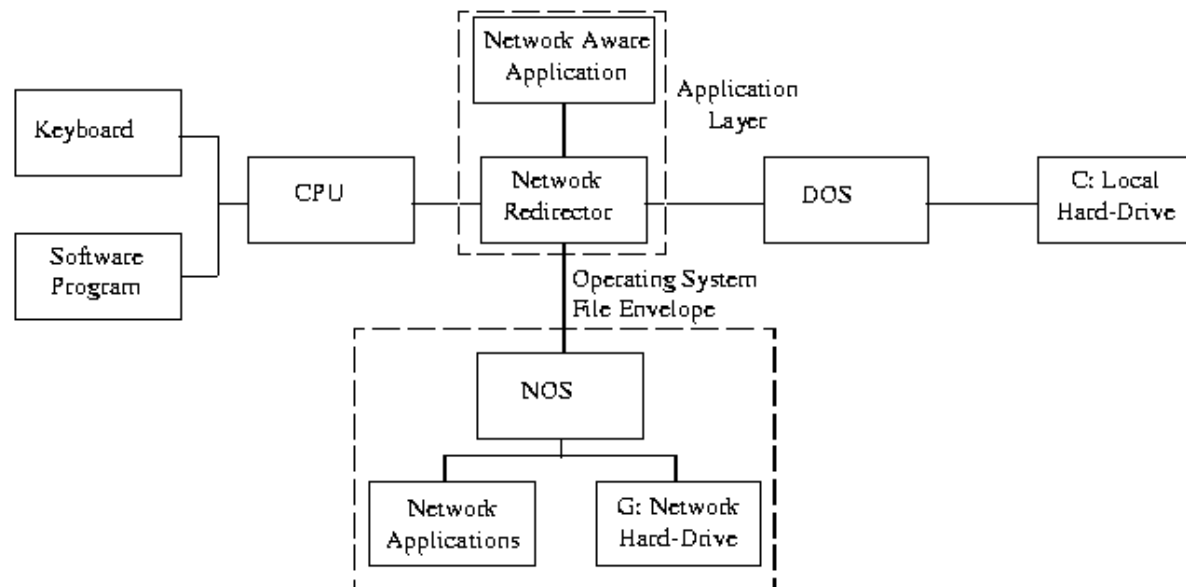 Network Aware
Application
Application
Layer
Keyboard
CPU
Network
Redirector
DOS
C: Local
Hard-Drive
Software
Program
Operating System
File Envelope
NOS
Network
Applications
G: Network
Hard-Drive